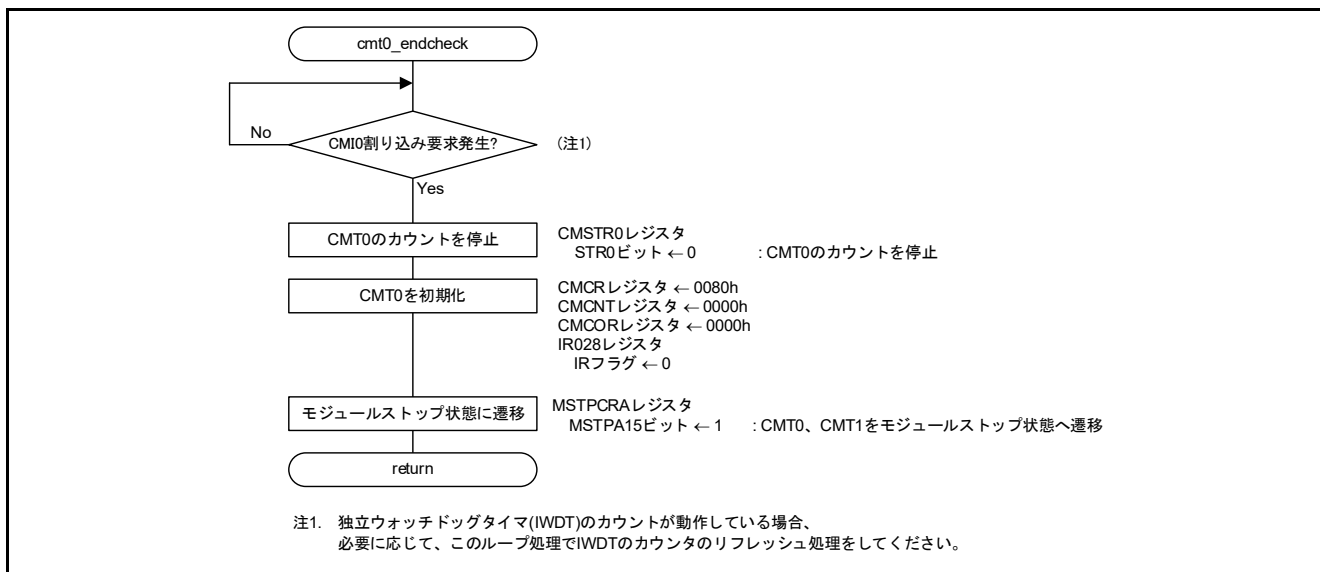 cmt0_endcheck
No
CMI0割り込み要求発生?
(注1)
Yes
CMT0のカウントを停止
CMSTR0レジスタ
STR0ビット ← 0 : CMT0のカウントを停止
CMT0を初期化
CMCRレジスタ ← 0080h
CMCNTレジスタ ← 0000h
CMCORレジスタ ← 0000h
IR028レジスタ
IRフラグ ← 0
モジュールストップ状態に遷移
MSTPCRAレジスタ
MSTPA15ビット ← 1 : CMT0、CMT1をモジュールストップ状態へ遷移
return
注1. 独立ウォッチドッグタイマ(IWDT)のカウントが動作している場合、
必要に応じて、このループ処理でIWDTのカウンタのリフレッシュ処理をしてください。